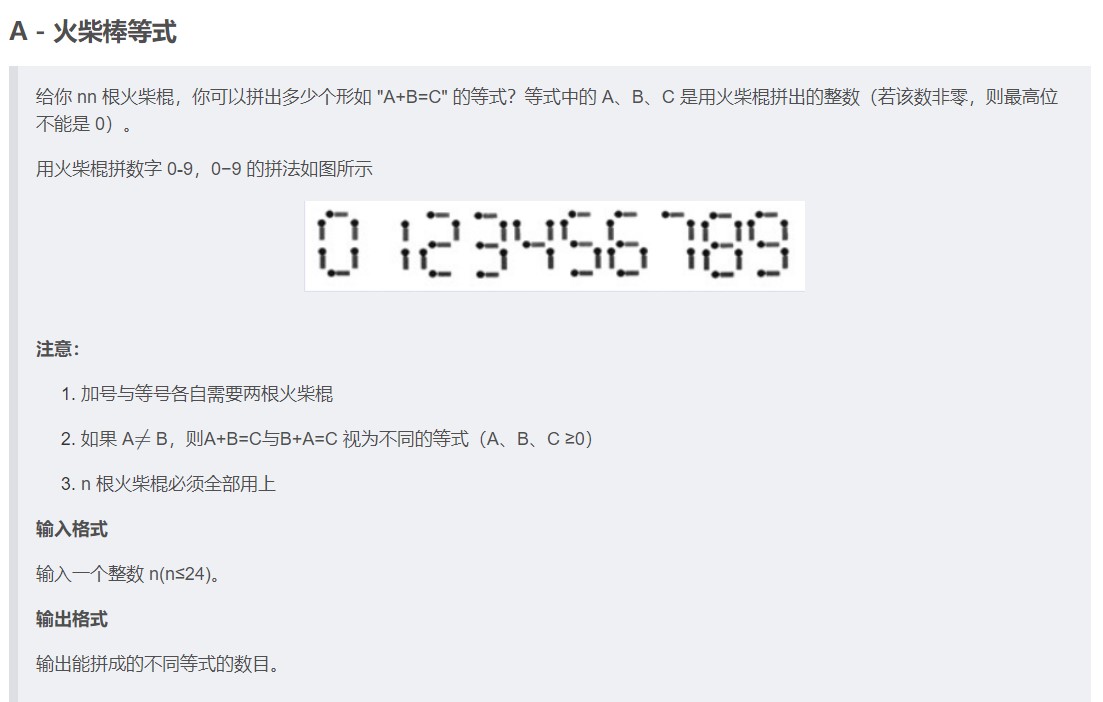 A - 火柴棒等式
给你 nn 根火柴棍，你可以拼出多少个形如 "A+B=C" 的等式？等式中的 A、B、C 是用火柴棍拼出的整数（若该数非零，则最高位
不能是 0）。
用火柴棍拼数字 0-9，0−9 的拼法如图所示
0 1 2 3 4 5 6 7 8 9
注意：
1. 加号与等号各自需要两根火柴棍
2. 如果 A≠ B，则A+B=C与B+A=C 视为不同的等式（A、B、C ≥0）
3. n 根火柴棍必须全部用上
输入格式
输入一个整数 n(n≤24)。
输出格式
输出能拼成的不同等式的数目。